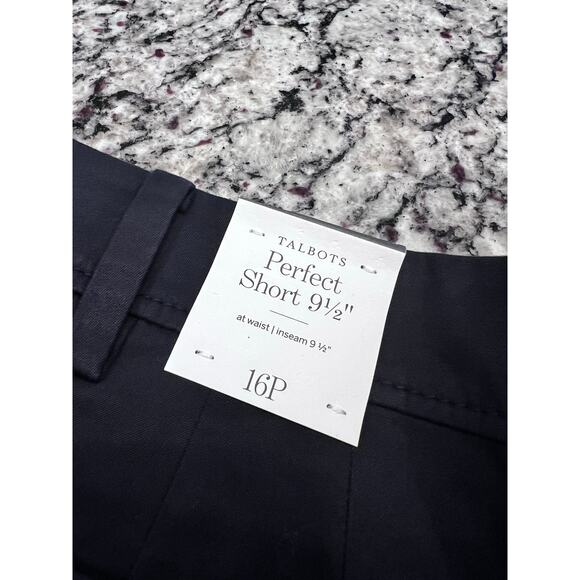 TALBOTS
Perfect
Short 9½"
at waist | inseam 9 ½"
16P